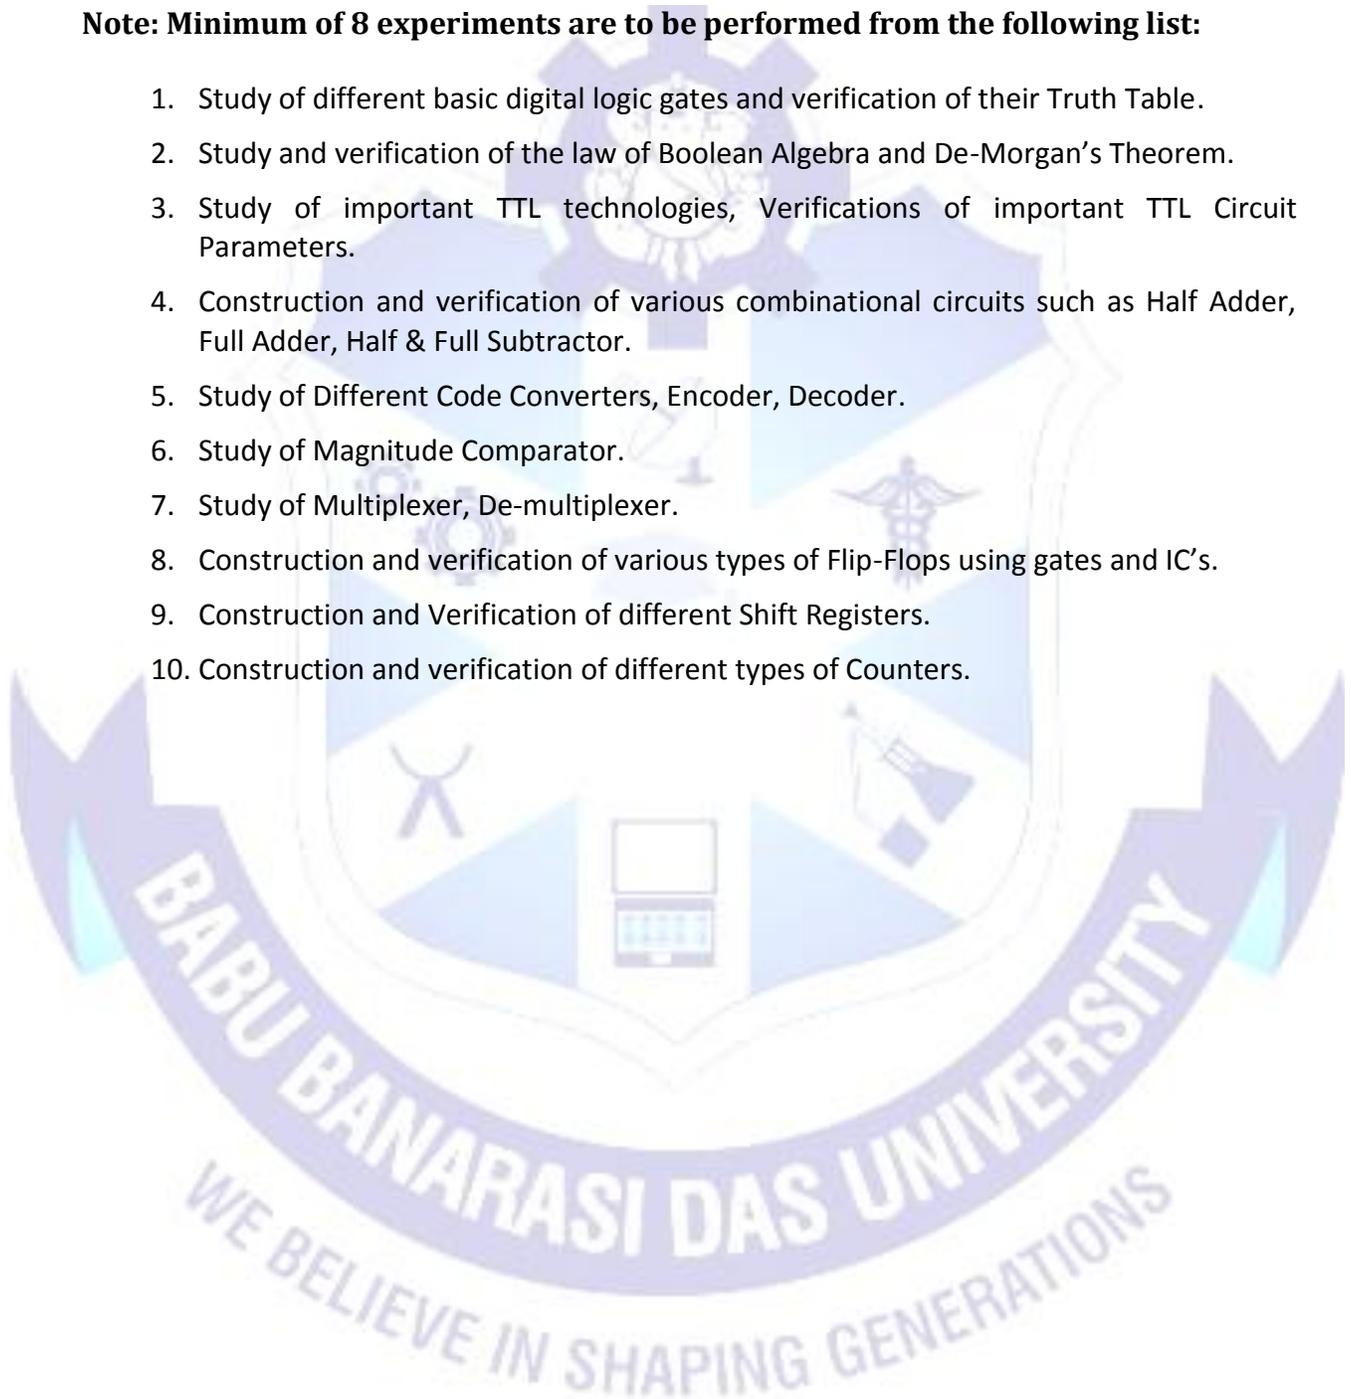 Note: Minimum of 8 experiments are to be performed from the following list:
1. Study of different basic digital logic gates and verification of their Truth Table.
2. Study and verification of the law of Boolean Algebra and De-Morgan’s Theorem.
3. Study of important TTL technologies, Verifications of important TTL Circuit
Parameters.
4. Construction and verification of various combinational circuits such as Half Adder,
Full Adder, Half & Full Subtractor.
5. Study of Different Code Converters, Encoder, Decoder.
6. Study of Magnitude Comparator.
7. Study of Multiplexer, De-multiplexer.
8. Construction and verification of various types of Flip-Flops using gates and IC’s.
9. Construction and Verification of different Shift Registers.
10. Construction and verification of different types of Counters.
BABU BANARASI DAS UNIVERSITY
WE BELIEVE IN SHAPING GENERATIONS